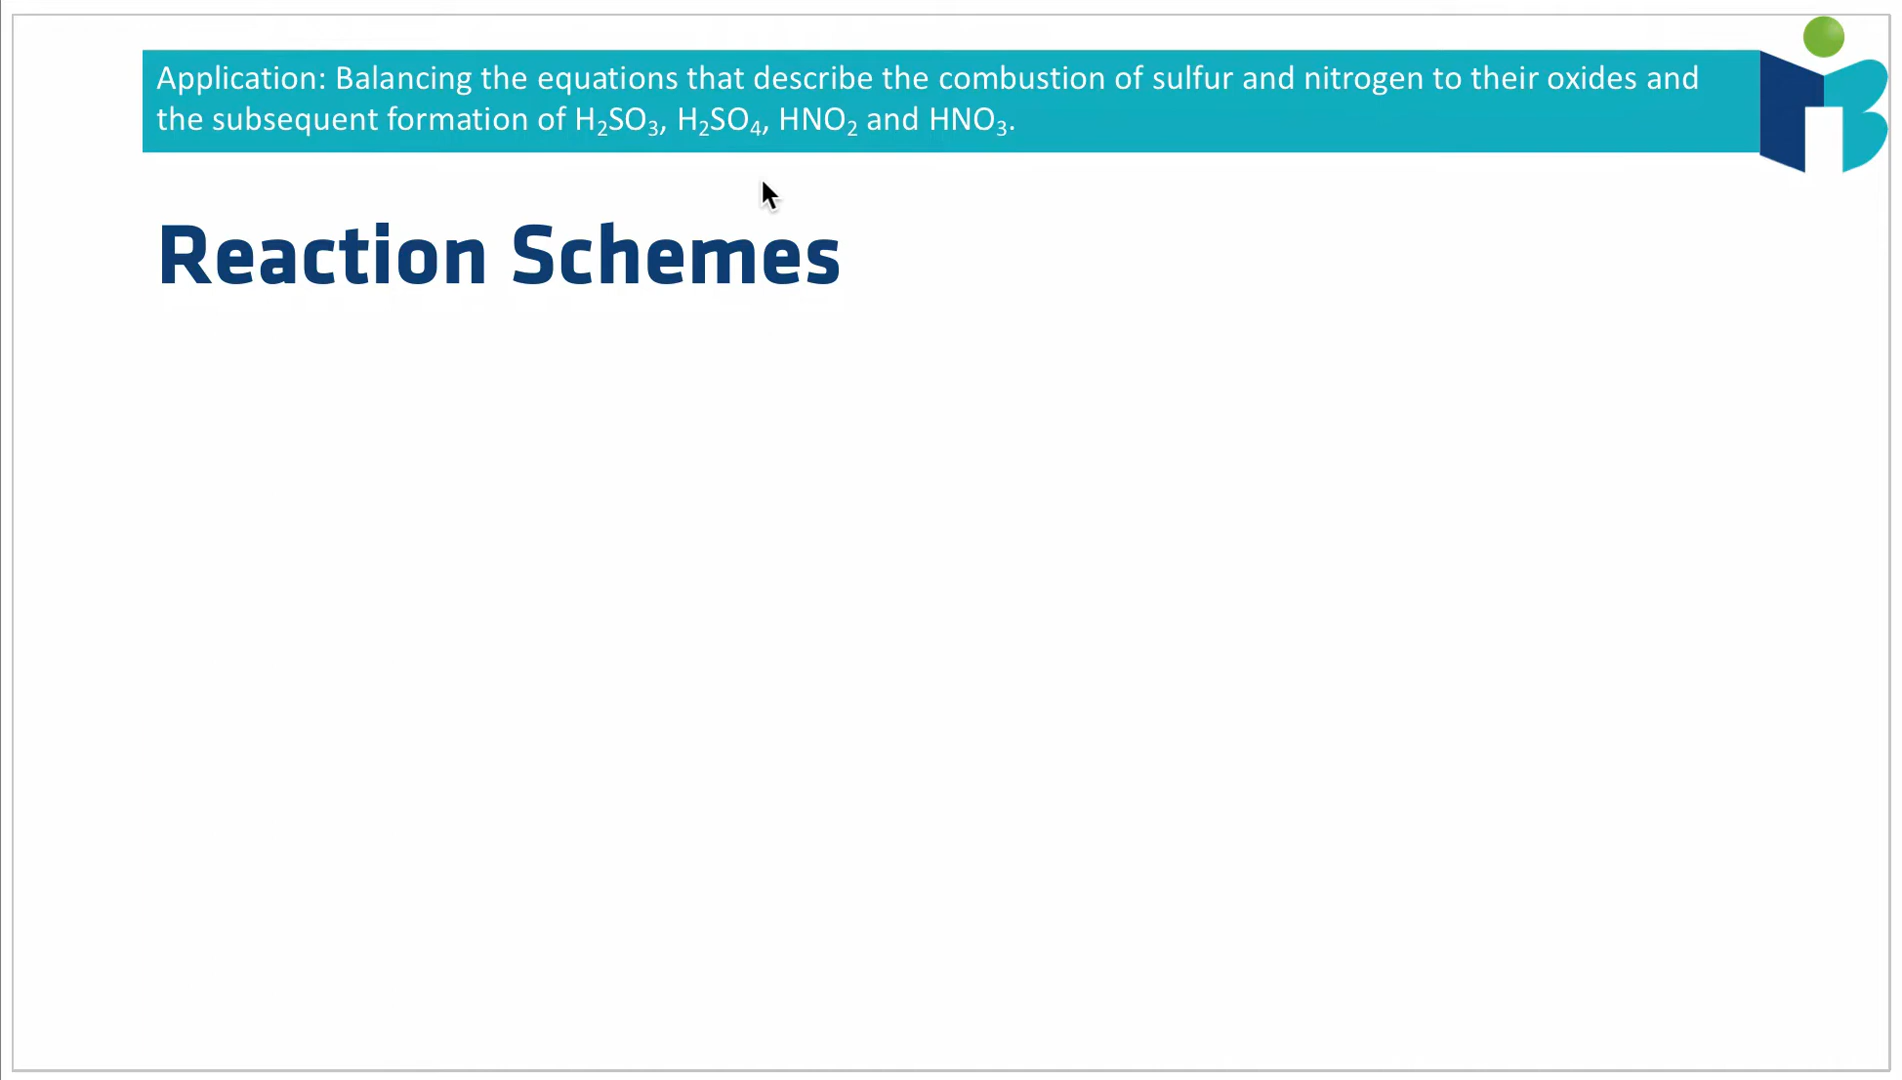 Application: Balancing the equations that describe the combustion of sulfur and nitrogen to their oxides and
the subsequent formation of H₂SO₃, H₂SO₄, HNO₂ and HNO₃.
Reaction Schemes